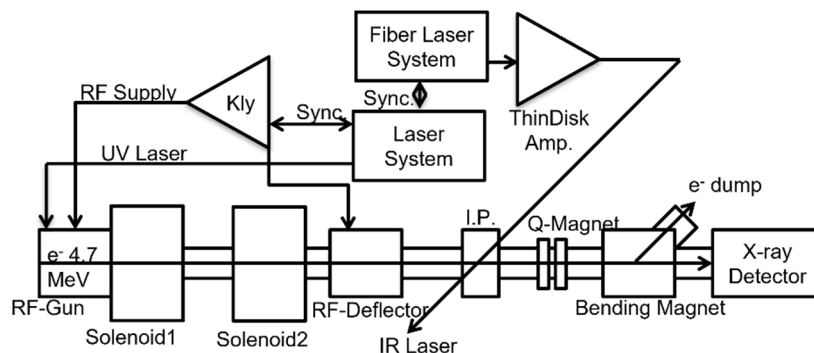 Fiber Laser
System
RF Supply
Kly
Sync.
Sync.
ThinDisk
Amp.
Laser
System
UV Laser
e- dump
I.P.
Q-Magnet
e- 4.7
MeV
X-ray
Detector
RF-Gun
RF-Deflector
Bending Magnet
Solenoid1
Solenoid2
IR Laser